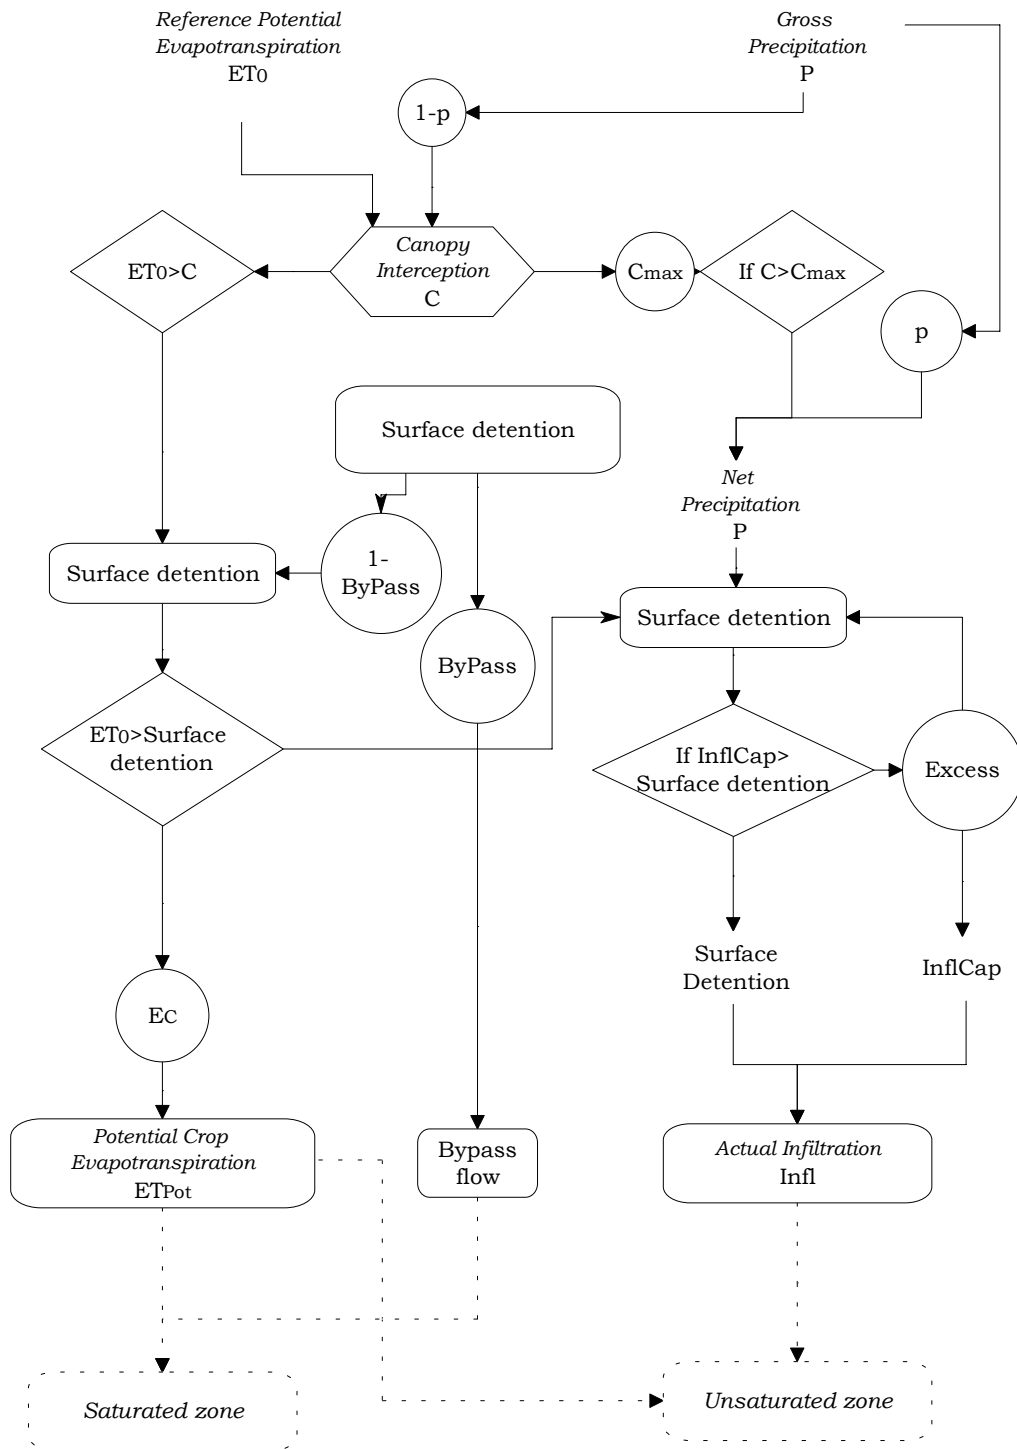 Reference Potential
Evapotranspiration
ET0
Gross
Precipitation
P
1-p
ET0>C
Canopy
Interception
C
Cmax
If C>Cmax
p
Surface detention
Net
Precipitation
P
Surface detention
1-
ByPass
ByPass
Surface detention
ET0>Surface
detention
If InflCap>
Surface detention
Excess
Surface
Detention
InflCap
EC
Potential Crop
Evapotranspiration
ETPot
Bypass
flow
Actual Infiltration
Infl
Saturated zone
Unsaturated zone